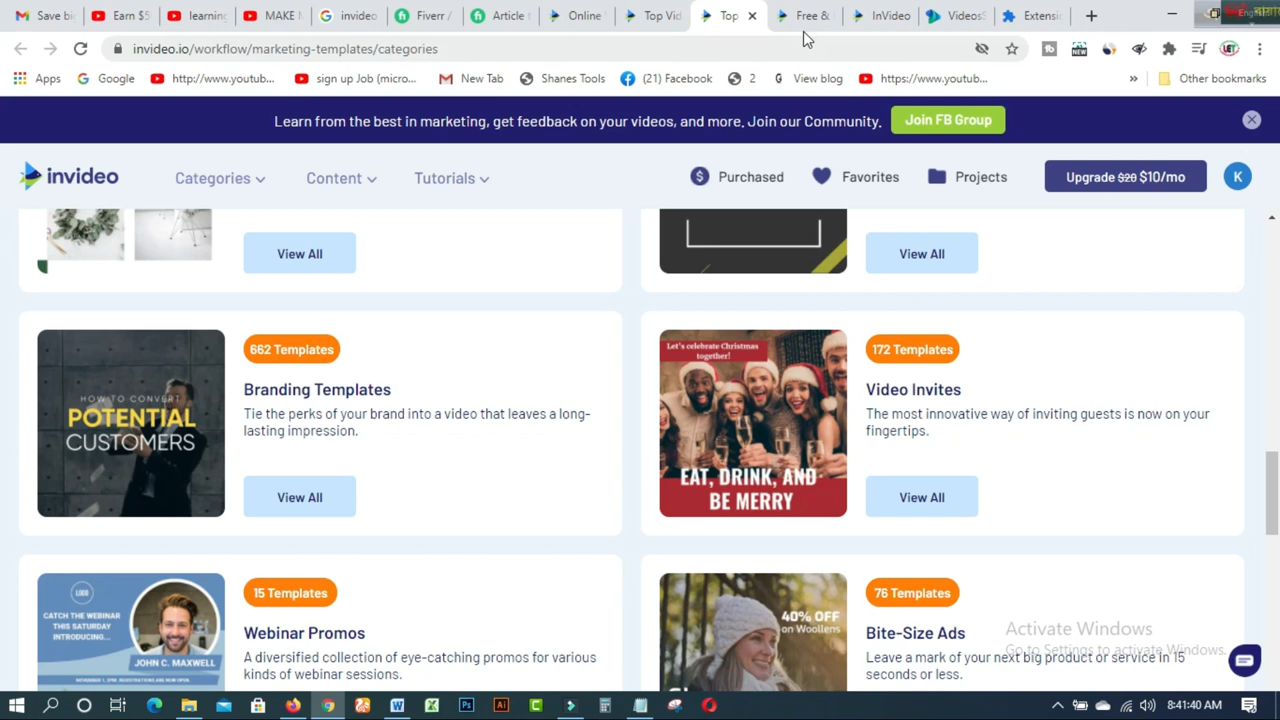 Save bi
Earn $5
learning
MAKE
invideo
Fiverr /
Article
Online
Top Vid
Top
Free &
InVideo
Videos
Extensi
invideo.io/workflow/marketing-templates/categories
Apps
Google
http://www.youtub...
sign up Job (micro...
New Tab
Shanes Tools
(21) Facebook
2
View blog
https://www.youtub...
»
Other bookmarks
Learn from the best in marketing, get feedback on your videos, and more. Join our Community.
Join FB Group
invideo
Categories
Content
Tutorials
Purchased
Favorites
Projects
Upgrade $20 $10/mo
K
View All
View All
HOW TO CONVERT
POTENTIAL
CUSTOMERS
662 Templates
Branding Templates
Tie the perks of your brand into a video that leaves a long-
lasting impression.
View All
Let's celebrate Christmas
together!
EAT, DRINK, AND
BE MERRY
172 Templates
Video Invites
The most innovative way of inviting guests is now on your
fingertips.
View All
LOGO
CATCH THE WEBINAR
THIS SATURDAY
INTRODUCING...
JOHN C. MAXWELL
15 Templates
Webinar Promos
A diversified collection of eye-catching promos for various
kinds of webinar sessions.
40% OFF
on Woollens
76 Templates
Bite-Size Ads
Leave a mark of your next big product or service in 15
seconds or less.
Activate Windows
Go to Settings to activate Windows.
8:41:40 AM